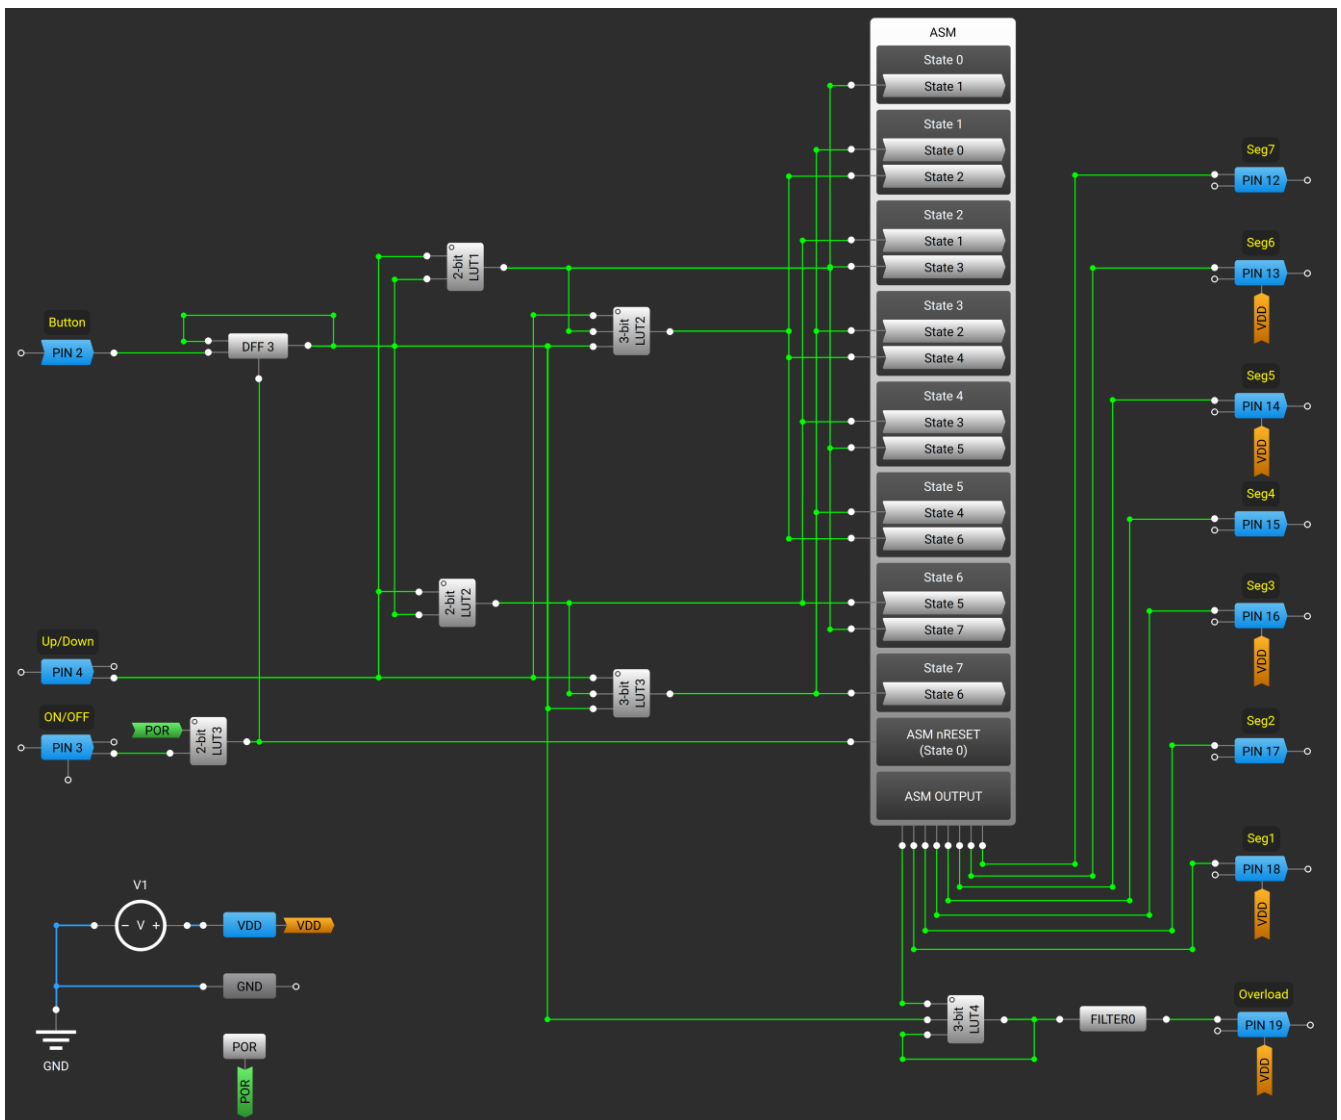 ASM
State 0
State 1
State 1
State 0
State 2
State 2
State 1
State 3
State 3
State 2
State 4
State 4
State 3
State 5
State 5
State 4
State 6
State 6
State 5
State 7
State 7
State 6
ASM nRESET
(State 0)
ASM OUTPUT
Button
PIN 2
DFF 3
2-bit
LUT1
3-bit
LUT2
2-bit
LUT2
3-bit
LUT3
Up/Down
PIN 4
ON/OFF
PIN 3
POR
2-bit
LUT3
Seg7
PIN 12
Seg6
PIN 13
VDD
Seg5
PIN 14
VDD
Seg4
PIN 15
Seg3
PIN 16
VDD
Seg2
PIN 17
Seg1
PIN 18
VDD
V1
− V +
VDD
VDD
GND
GND
POR
POR
3-bit
LUT4
FILTER0
Overload
PIN 19
VDD